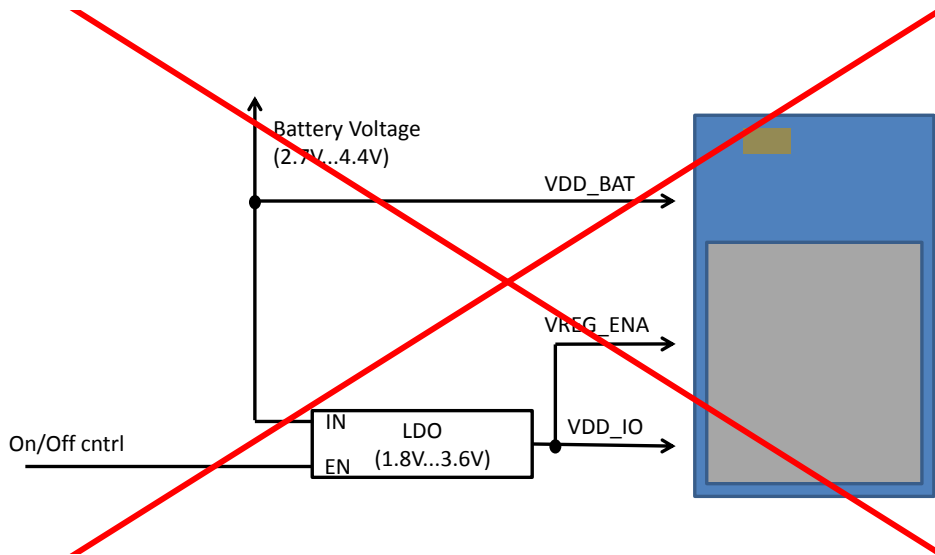 Battery Voltage
(2.7V...4.4V)
VDD_BAT
VREG_ENA
IN
LDO
VDD_IO
On/Off cntrl
EN
(1.8V...3.6V)